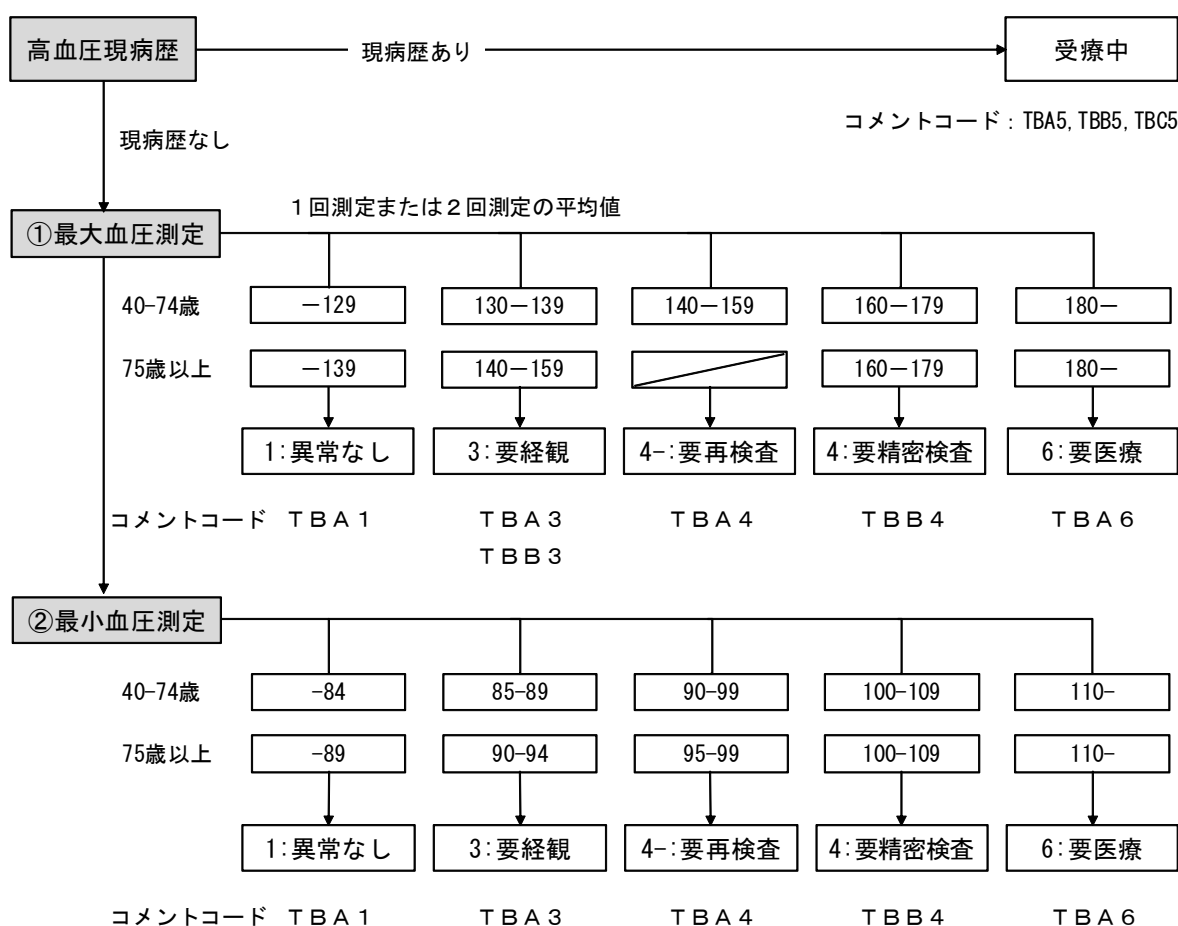 高血圧現病歴 現病歴あり 受療中
コメントコード：TBA5, TBB5, TBC5
現病歴なし
１回測定または２回測定の平均値
①最大血圧測定
40-74歳 －129 130－139 140－159 160－179 180－
75歳以上 －139 140－159 160－179 180－
1:異常なし 3:要経観 4-:要再検査 4:要精密検査 6:要医療
コメントコード ＴＢＡ１ ＴＢＡ３ ＴＢＡ４ ＴＢＢ４ ＴＢＡ６
ＴＢＢ３
②最小血圧測定
40-74歳 -84 85-89 90-99 100-109 110-
75歳以上 -89 90-94 95-99 100-109 110-
1:異常なし 3:要経観 4-:要再検査 4:要精密検査 6:要医療
コメントコード ＴＢＡ１ ＴＢＡ３ ＴＢＡ４ ＴＢＢ４ ＴＢＡ６